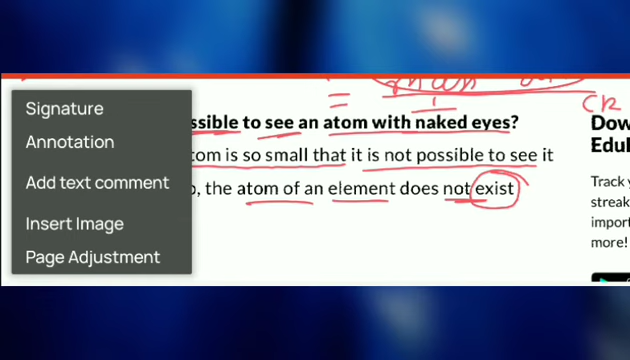 Signature
Annotation
Add text comment
Insert Image
Page Adjustment
ssible to see an atom with naked eyes?
tom is so small that it is not possible to see it
, the atom of an element does not exist
CR
Dow
Edul
Track y
streak
import
more!